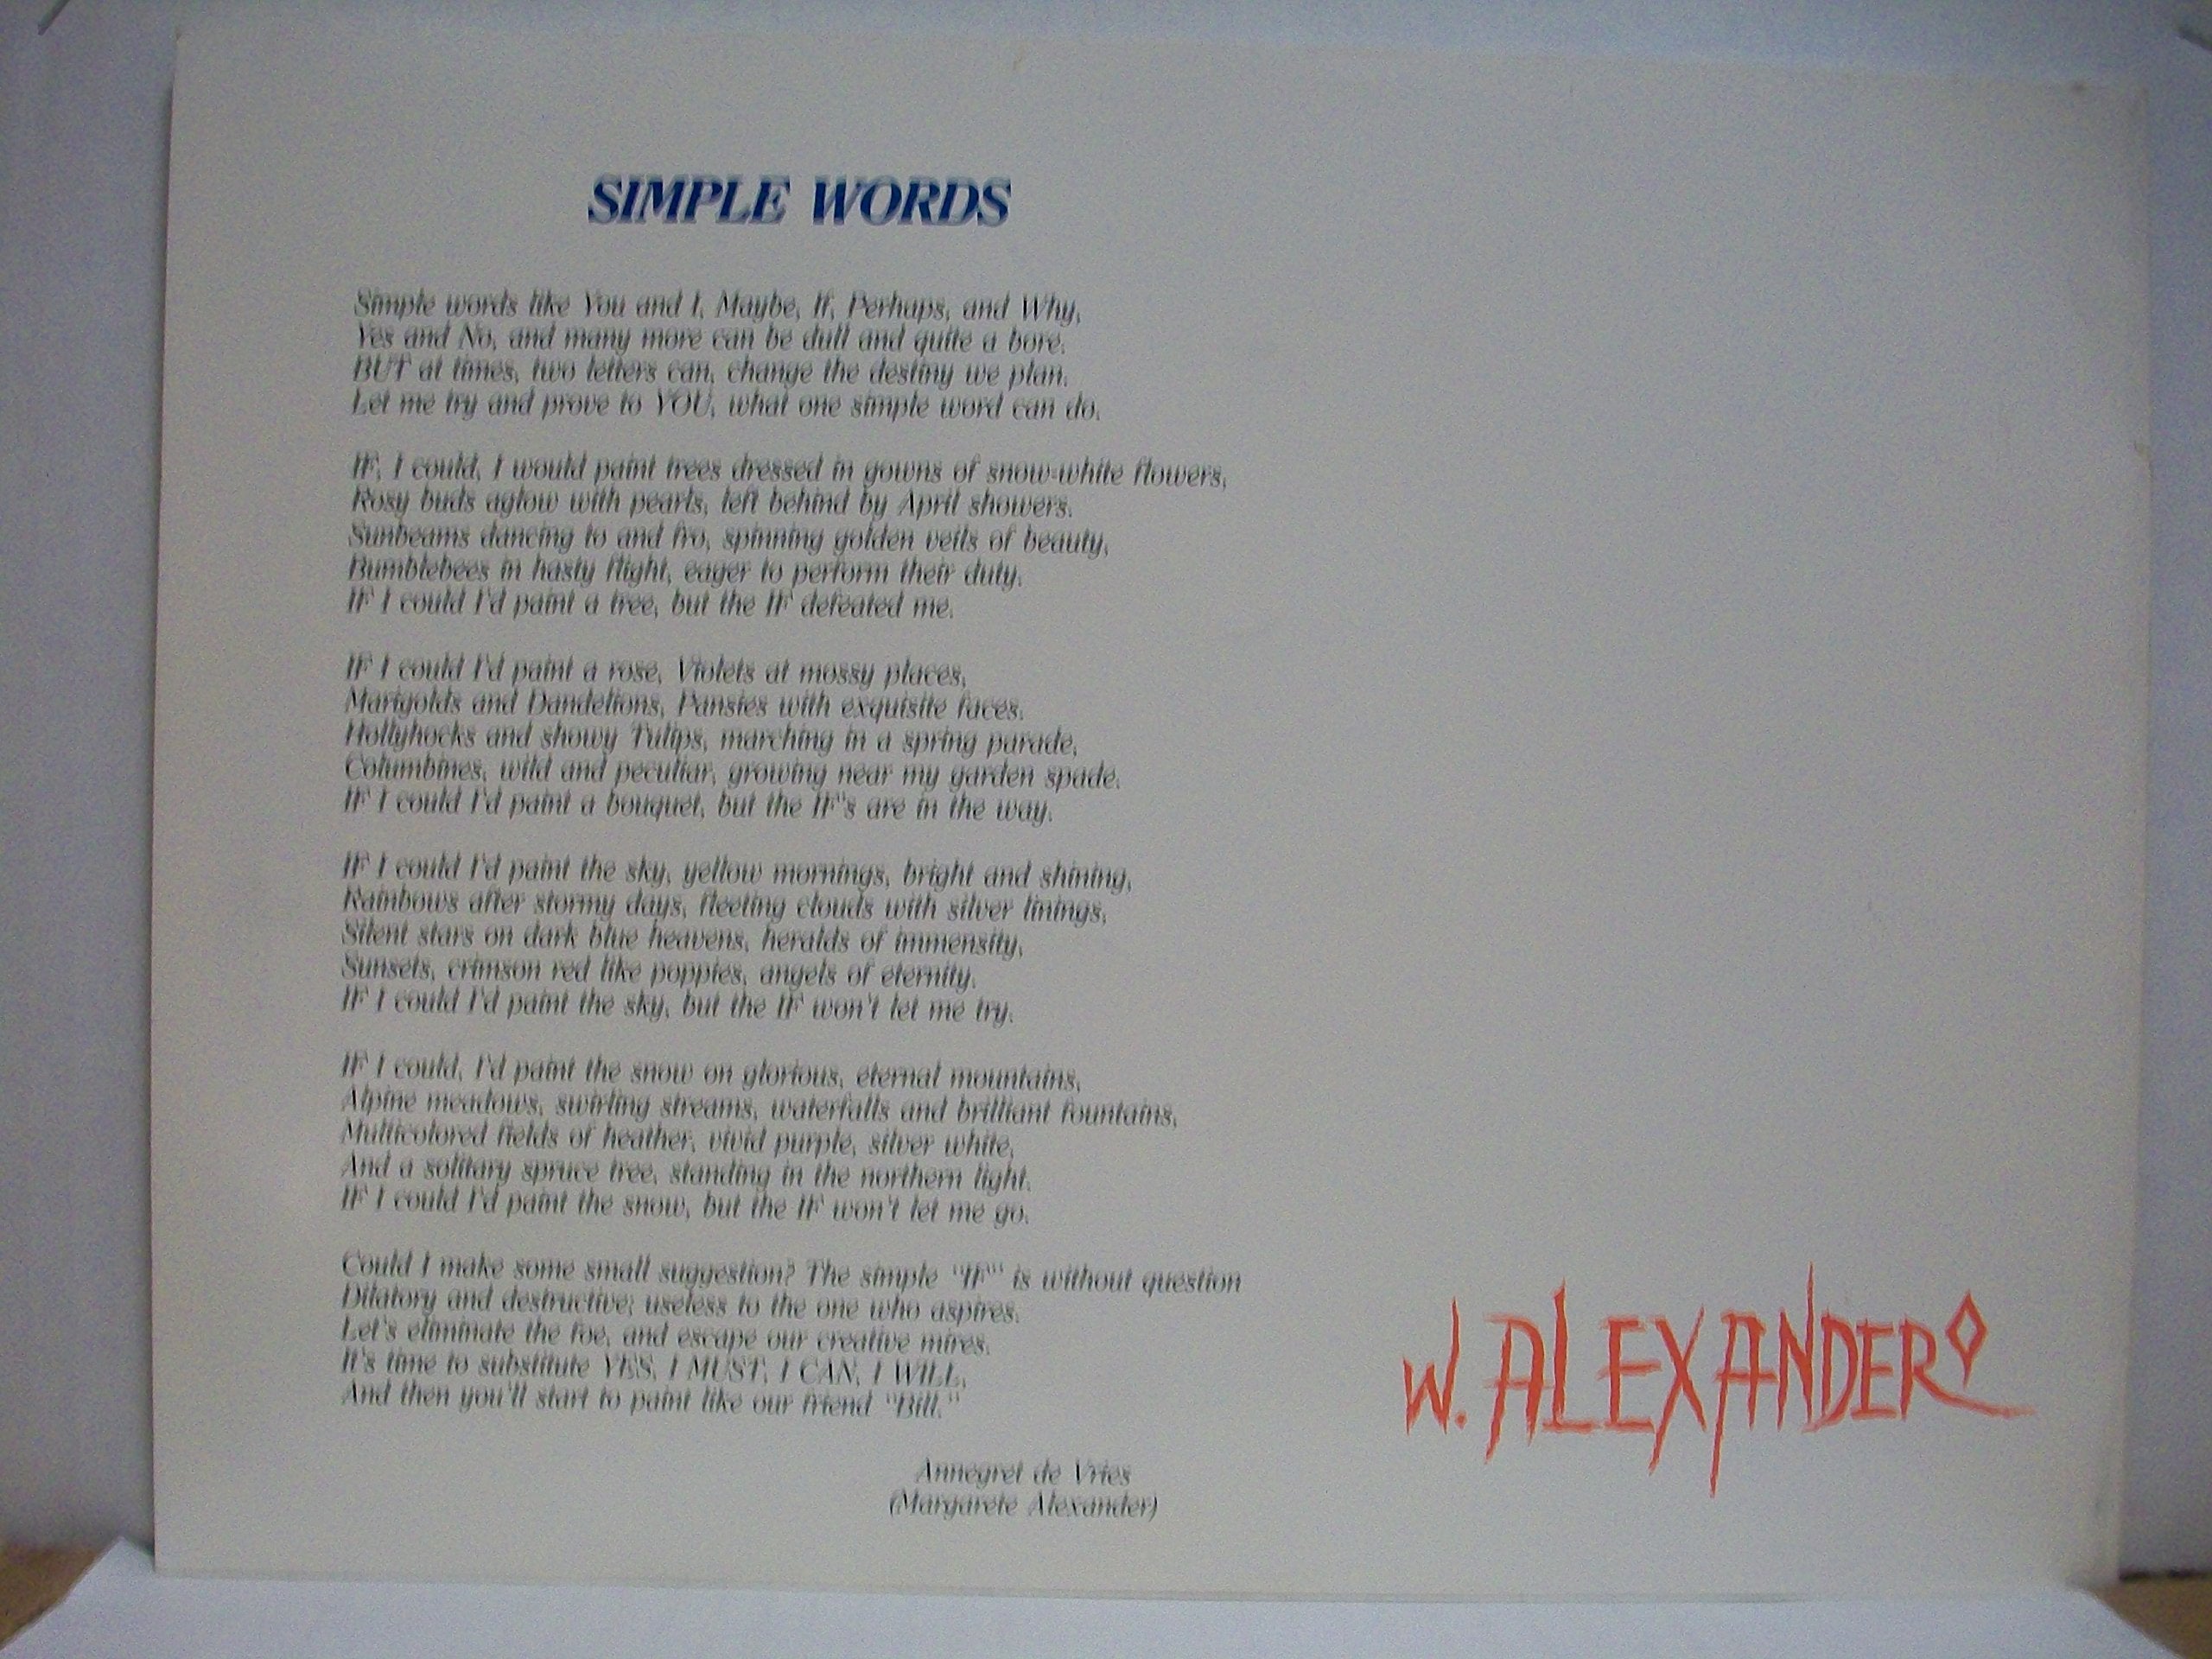 SIMPLE WORDS
Simple words like You and I, Maybe, If, Perhaps, and Why,
Yes and No, and many more can be dull and quite a bore.
BUT at times, two letters can, change the destiny we plan.
Let me try and prove to YOU, what one simple word can do.
IF, I could, I would paint trees dressed in gowns of snow-white flowers,
Rosy buds aglow with pearls, left behind by April showers.
Sunbeams dancing to and fro, spinning golden veils of beauty,
Bumblebees in hasty flight, eager to perform their duty.
IF I could I'd paint a tree, but the IF defeated me.
IF I could I'd paint a rose, Violets at mossy places,
Marigolds and Dandelions, Pansies with exquisite faces.
Hollyhocks and showy Tulips, marching in a spring parade,
Columbines, wild and peculiar, growing near my garden spade.
IF I could I'd paint a bouquet, but the IF's are in the way.
IF I could I'd paint the sky, yellow mornings, bright and shining,
Rainbows after stormy days, fleeting clouds with silver linings,
Silent stars on dark blue heavens, heralds of immensity,
Sunsets, crimson red like poppies, angels of eternity.
IF I could I'd paint the sky, but the IF won't let me try.
IF I could, I'd paint the snow on glorious, eternal mountains,
Alpine meadows, swirling streams, waterfalls and brilliant fountains,
Multicolored fields of heather, vivid purple, silver white,
And a solitary spruce tree, standing in the northern light.
IF I could I'd paint the snow, but the IF won't let me go.
Could I make some small suggestion? The simple "IF" is without question
Dilatory and destructive; useless to the one who aspires.
Let's eliminate the foe, and escape our creative mires.
It's time to substitute YES, I MUST, I CAN, I WILL,
And then you'll start to paint like our friend "Bill."
Annegret de Vries
(Margarete Alexander)
W. ALEXANDER